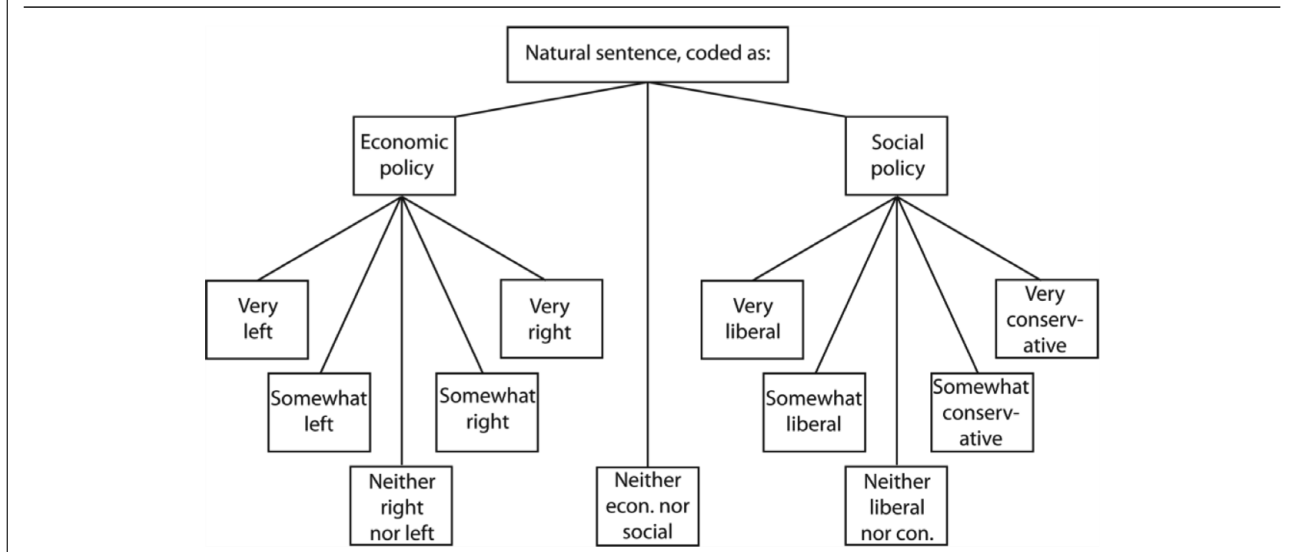 Natural sentence, coded as:
Economic
policy
Social
policy
Very
left
Somewhat
left
Neither
right
nor left
Somewhat
right
Very
right
Neither
econ. nor
social
Very
liberal
Somewhat
liberal
Neither
liberal
nor con.
Somewhat
conserv-
ative
Very
conserv-
ative